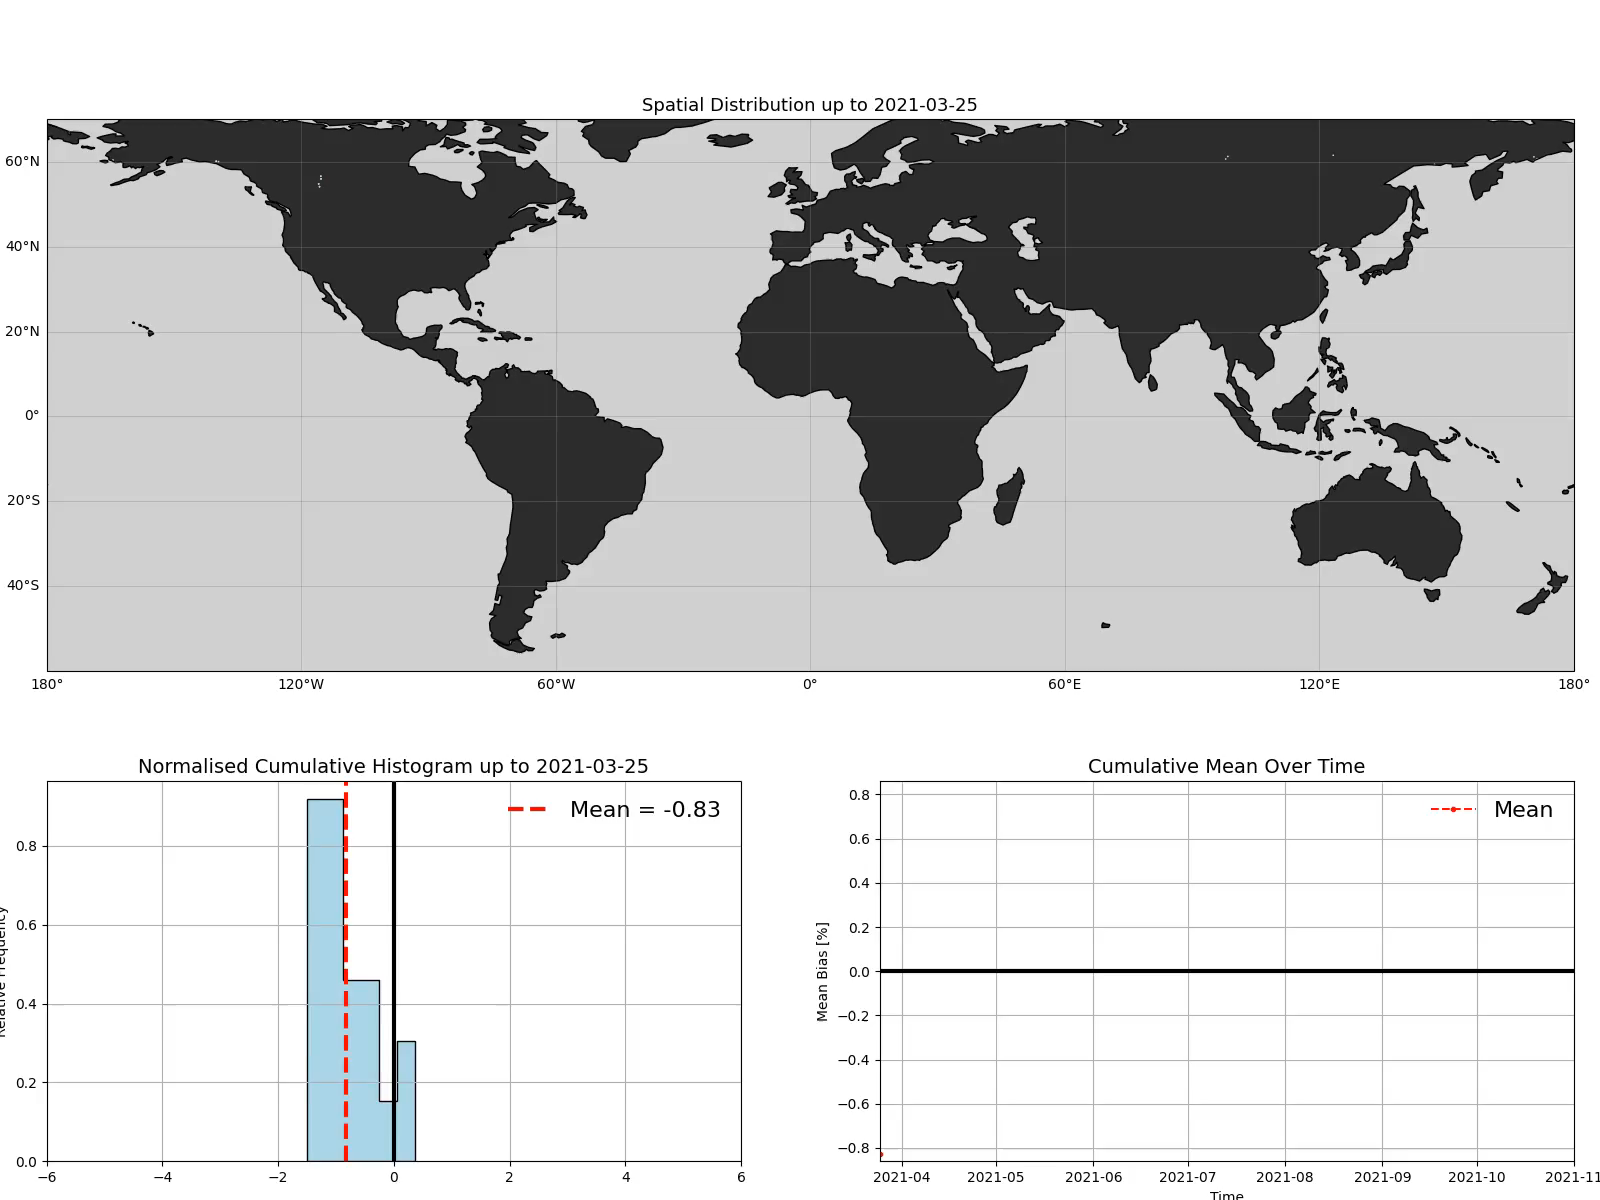 Spatial Distribution up to 2021-03-25
60°N
40°N
20°N
0°
20°S
40°S
180° 120°W 60°W 0° 60°E 120°E 180°
Normalised Cumulative Histogram up to 2021-03-25
Mean = -0.83
0.8
0.6
0.4
0.2
0.0
−6 −4 −2 0 2 4 6
Relative Frequency
Cumulative Mean Over Time
Mean
0.8
0.6
0.4
0.2
0.0
−0.2
−0.4
−0.6
−0.8
Mean Bias [%]
2021-04 2021-05 2021-06 2021-07 2021-08 2021-09 2021-10 2021-11
Time